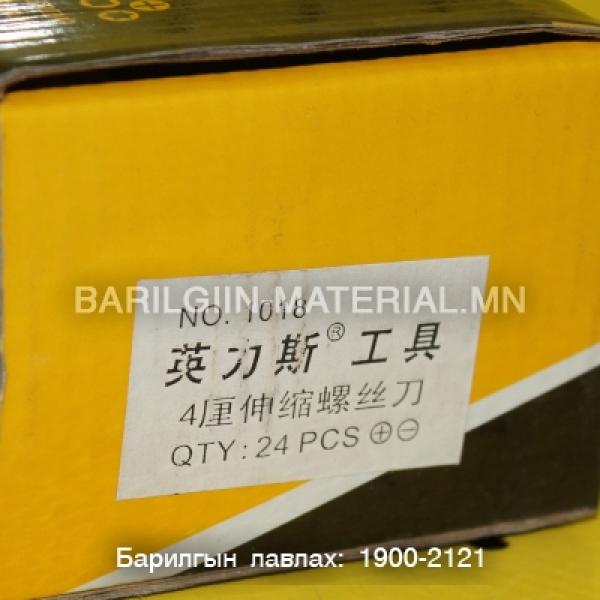 BARILGIIN-MATERIAL.MN
NO. 1018
英力斯® 工具
4厘伸缩螺丝刀
QTY: 24 PCS ⊕⊖
Барилгын лавлах: 1900-2121